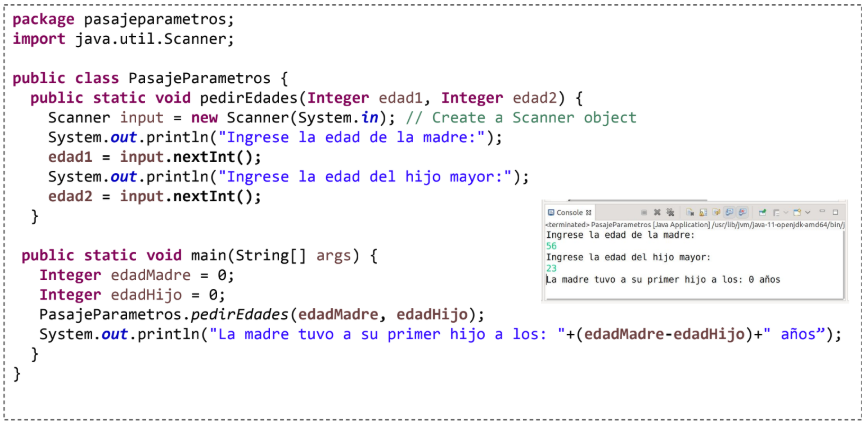 package pasajeparametros;
import java.util.Scanner;
public class PasajeParametros {
public static void pedirEdades(Integer edad1, Integer edad2) {
Scanner input = new Scanner(System.in); // Create a Scanner object
System.out.println("Ingrese la edad de la madre:");
edad1 = input.nextInt();
System.out.println("Ingrese la edad del hijo mayor:");
edad2 = input.nextInt();
}
public static void main(String[] args) {
Integer edadMadre = 0;
Integer edadHijo = 0;
PasajeParametros.pedirEdades(edadMadre, edadHijo);
System.out.println("La madre tuvo a su primer hijo a los: "+(edadMadre-edadHijo)+" años”);
}
}
Console
<terminated> PasajeParametros [Java Application] /usr/lib/jvm/java-11-openjdk-amd64/bin/j
Ingrese la edad de la madre:
56
Ingrese la edad del hijo mayor:
23
La madre tuvo a su primer hijo a los: 0 años